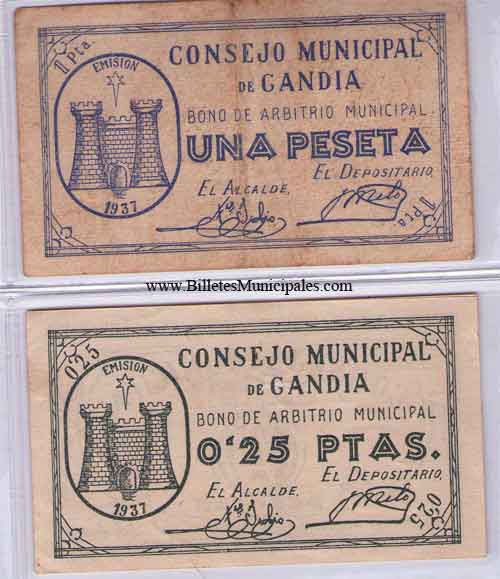 1 Pta.
EMISION
1937
CONSEJO MUNICIPAL
DE GANDIA
BONO DE ARBITRIO MUNICIPAL
UNA PESETA
EL ALCALDE,
EL DEPOSITARIO,
1 Pta.
www.BilletesMunicipales.com
0'25
EMISION
1937
CONSEJO MUNICIPAL
DE GANDIA
BONO DE ARBITRIO MUNICIPAL
0'25 PTAS.
EL ALCALDE,
EL DEPOSITARIO,
0'25